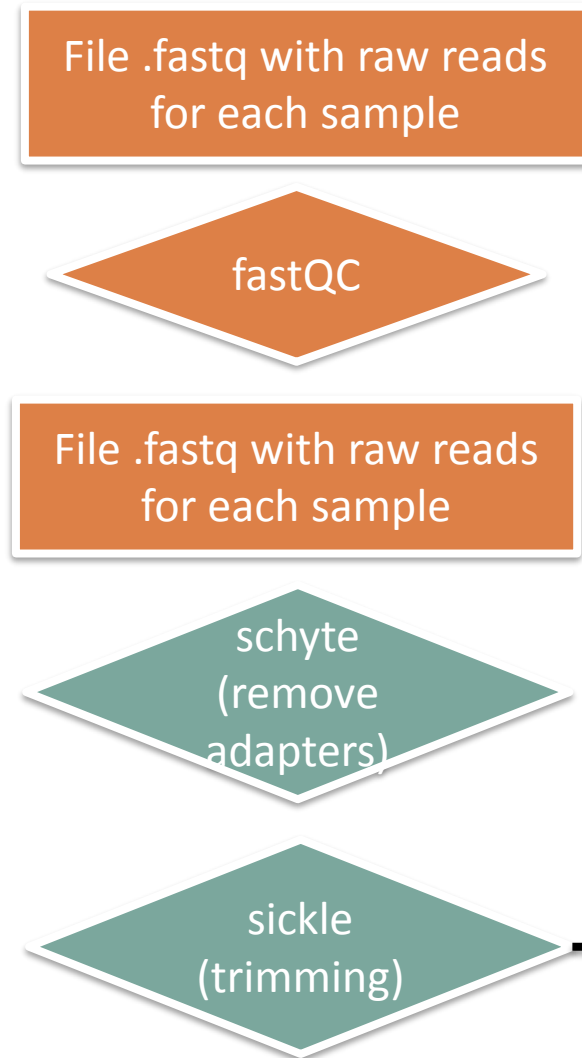 File .fastq with raw reads
for each sample
fastQC
File .fastq with raw reads
for each sample
schyte
(remove
adapters)
sickle
(trimming)